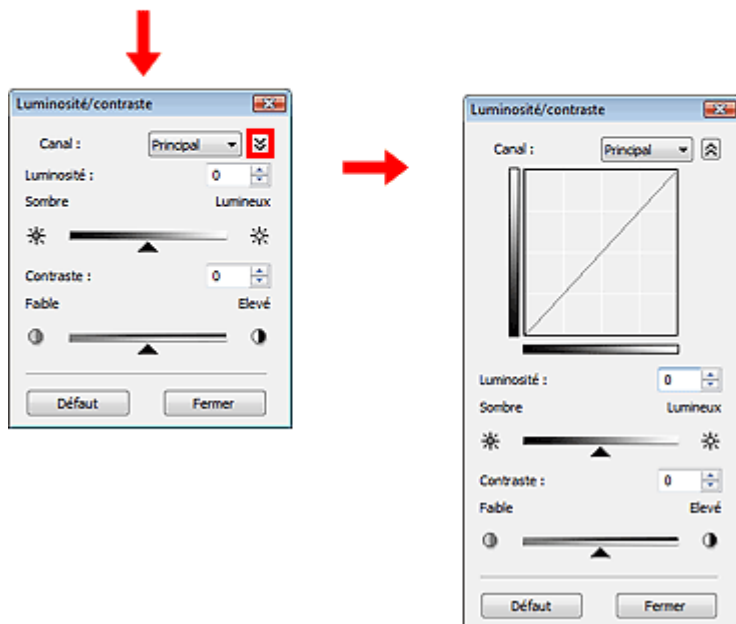 Luminosité/contraste
Canal : Principal
Luminosité : 0
Sombre Lumineux
Contraste : 0
Faible Elevé
Défaut Fermer
Luminosité/contraste
Canal : Principal
Luminosité : 0
Sombre Lumineux
Contraste : 0
Faible Elevé
Défaut Fermer